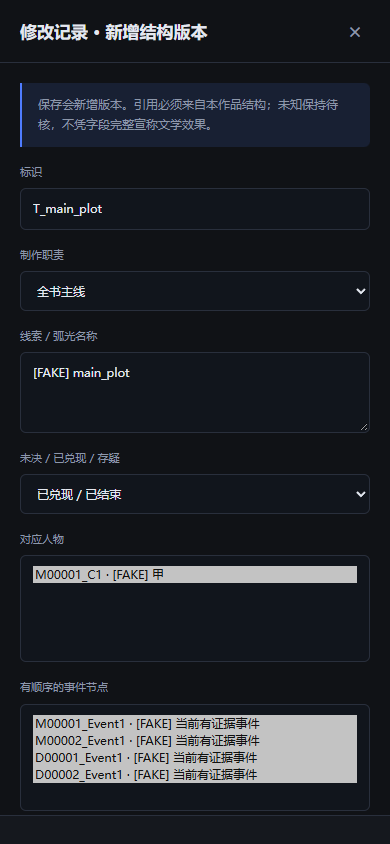 修改记录 · 新增结构版本
×
保存会新增版本。引用必须来自本作品结构；未知保持待
核，不凭字段完整宣称文学效果。
标识
T_main_plot
制作职责
全书主线
线索 / 弧光名称
[FAKE] main_plot
未决 / 已兑现 / 存疑
已兑现 / 已结束
对应人物
M00001_C1 · [FAKE] 甲
有顺序的事件节点
M00001_Event1 · [FAKE] 当前有证据事件
M00002_Event1 · [FAKE] 当前有证据事件
D00001_Event1 · [FAKE] 当前有证据事件
D00002_Event1 · [FAKE] 当前有证据事件